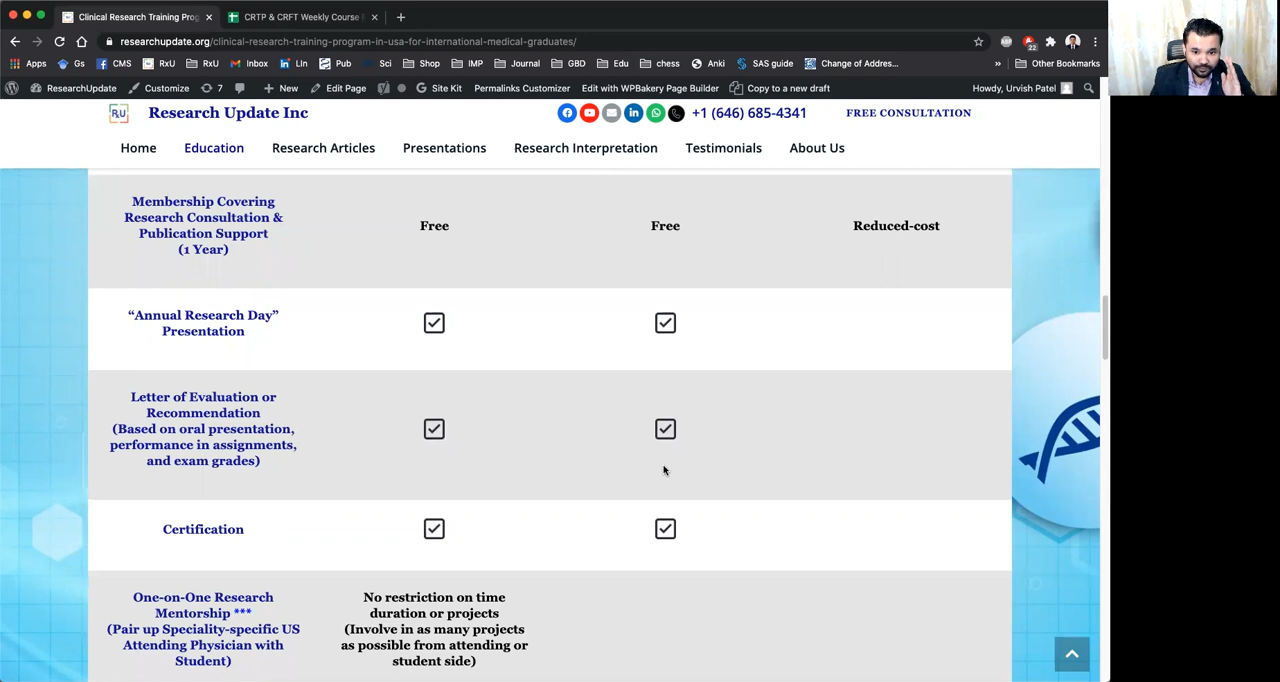 Clinical Research Training Prog
CRTP & CRFT Weekly Course
researchupdate.org/clinical-research-training-program-in-usa-for-international-medical-graduates/
22
Apps Gs CMS RxU RxU Inbox LIn Pub Sci Shop IMP Journal GBD Edu chess Anki SAS guide Change of Addres... » Other Bookmarks
ResearchUpdate Customize 7 New Edit Page Site Kit Permalinks Customizer Edit with WPBakery Page Builder Copy to a new draft Howdy, Urvish Patel
RU Research Update Inc +1 (646) 685-4341 FREE CONSULTATION
Home Education Research Articles Presentations Research Interpretation Testimonials About Us
Membership Covering
Research Consultation &
Publication Support
(1 Year)
Free Free Reduced-cost
“Annual Research Day”
Presentation
Letter of Evaluation or
Recommendation
(Based on oral presentation,
performance in assignments,
and exam grades)
Certification
One-on-One Research
Mentorship ***
(Pair up Speciality-specific US
Attending Physician with
Student)
No restriction on time
duration or projects
(Involve in as many projects
as possible from attending or
student side)